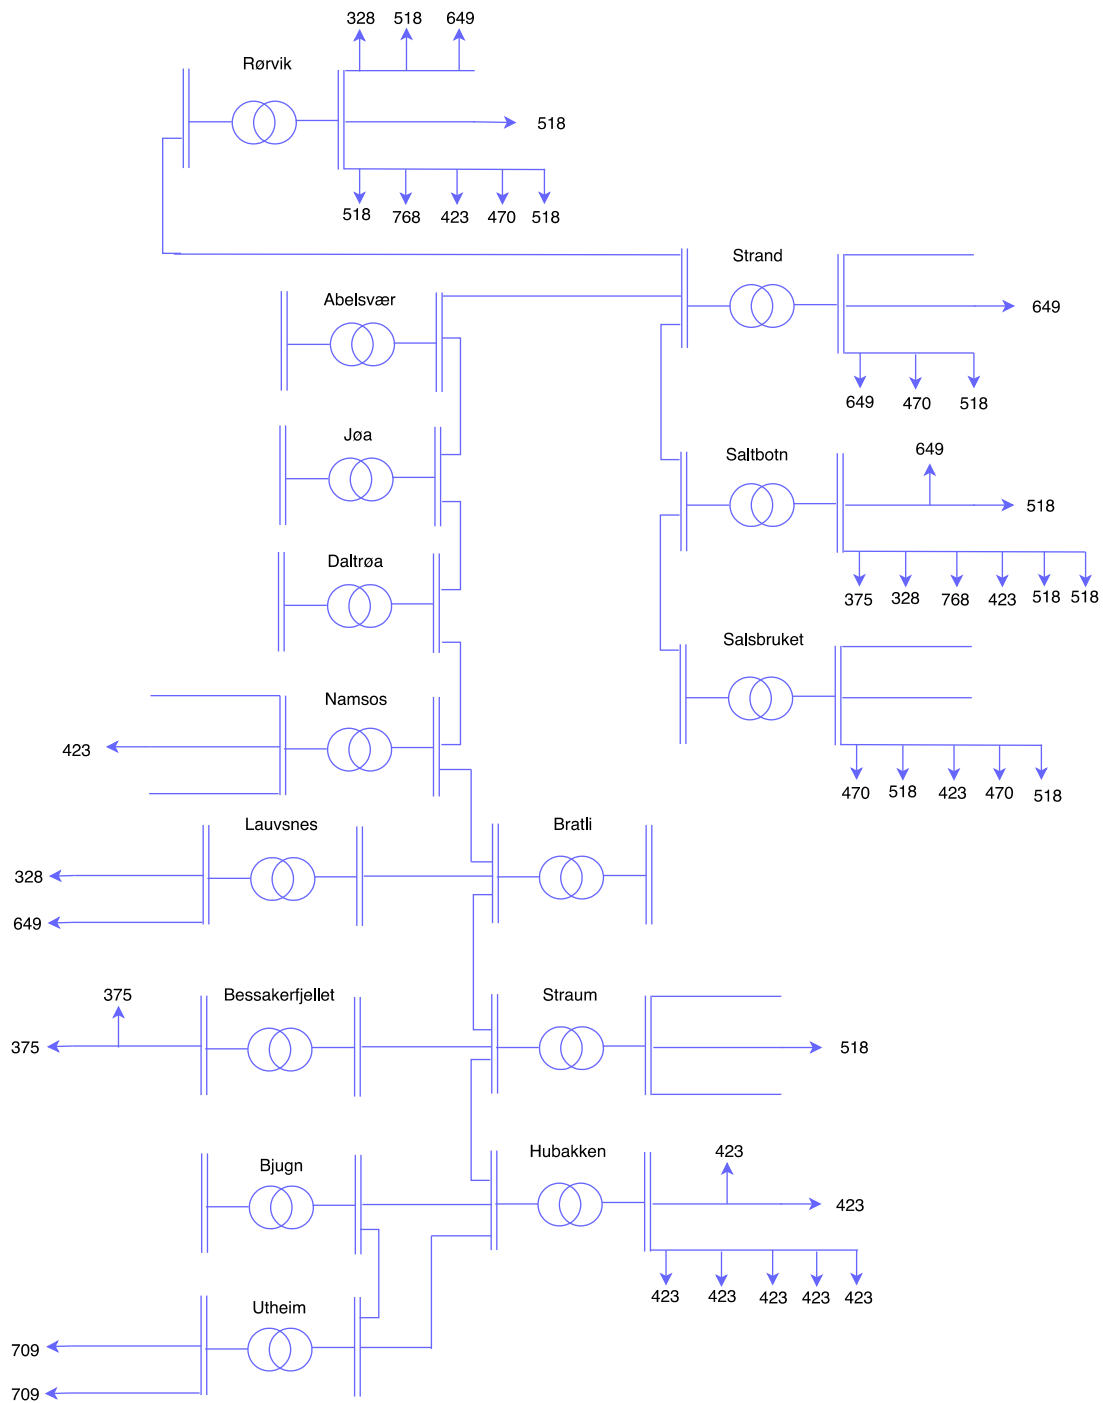 328 518 649
Rørvik
518
518 768 423 470 518
Strand
Abelsvær
649
649 470 518
Jøa
649
Saltbotn
518
Daltrøa
375 328 768 423 518 518
Salsbruket
Namsos
423
470 518 423 470 518
Lauvsnes Bratli
328
649
375 Bessakerfjellet Straum
375 518
Hubakken
423
Bjugn
423
423 423 423 423 423
Utheim
709
709